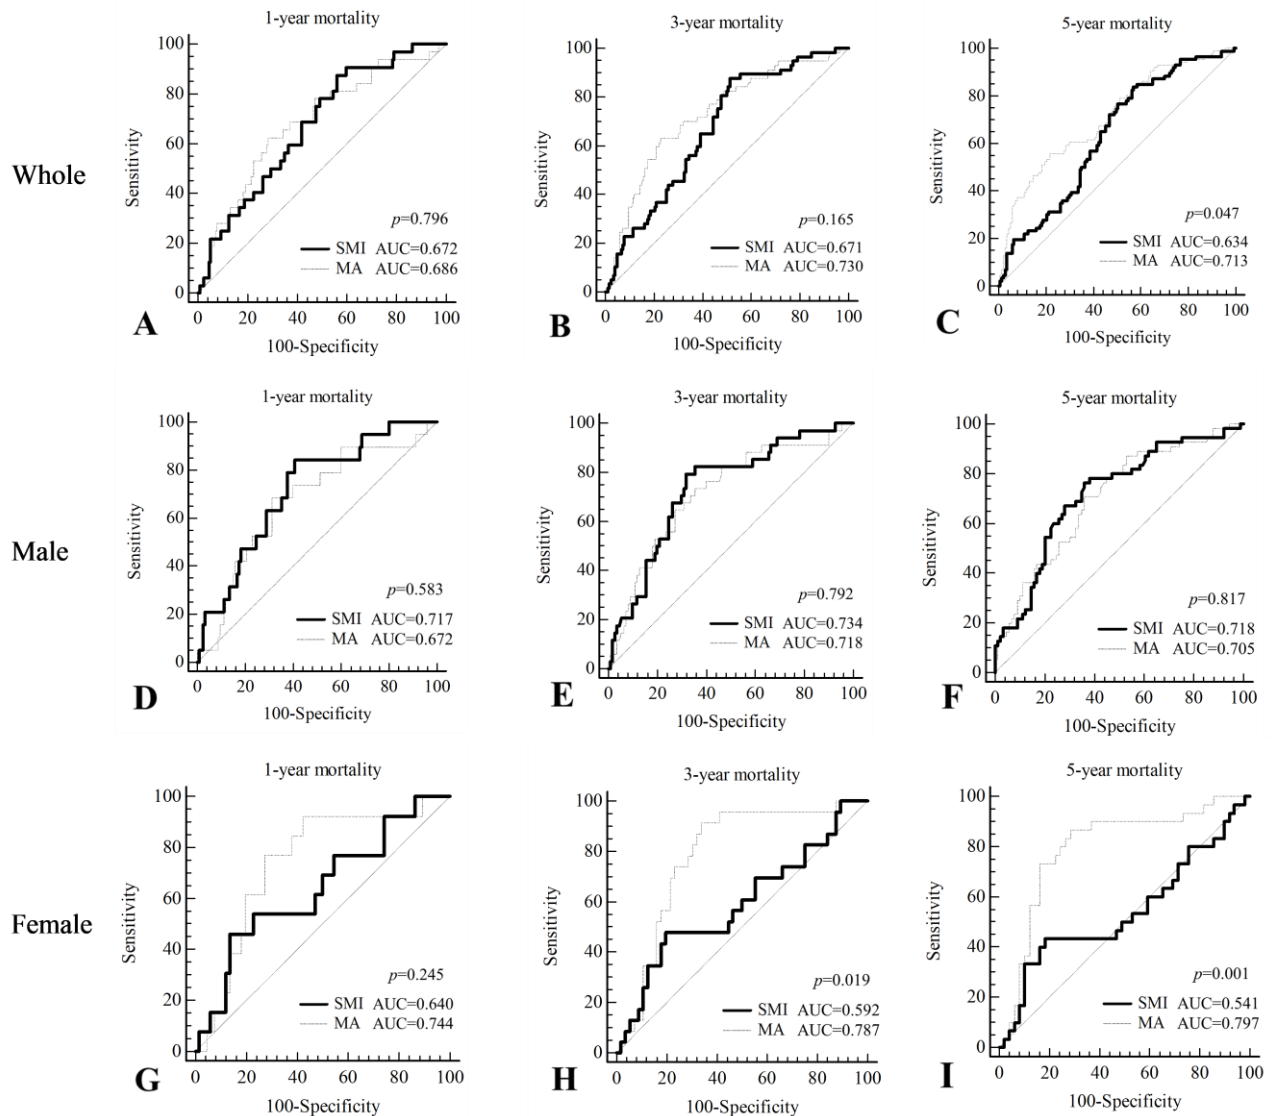 Whole
1-year mortality
Sensitivity
100
80
60
40
20
0
p=0.796
SMI AUC=0.672
MA AUC=0.686
0 20 40 60 80 100
100-Specificity
A
3-year mortality
Sensitivity
100
80
60
40
20
0
p=0.165
SMI AUC=0.671
MA AUC=0.730
0 20 40 60 80 100
100-Specificity
B
5-year mortality
Sensitivity
100
80
60
40
20
0
p=0.047
SMI AUC=0.634
MA AUC=0.713
0 20 40 60 80 100
100-Specificity
C
Male
1-year mortality
Sensitivity
100
80
60
40
20
0
p=0.583
SMI AUC=0.717
MA AUC=0.672
0 20 40 60 80 100
100-Specificity
D
3-year mortality
Sensitivity
100
80
60
40
20
0
p=0.792
SMI AUC=0.734
MA AUC=0.718
0 20 40 60 80 100
100-Specificity
E
5-year mortality
Sensitivity
100
80
60
40
20
0
p=0.817
SMI AUC=0.718
MA AUC=0.705
0 20 40 60 80 100
100-Specificity
F
Female
1-year mortality
Sensitivity
100
80
60
40
20
0
p=0.245
SMI AUC=0.640
MA AUC=0.744
0 20 40 60 80 100
100-Specificity
G
3-year mortality
Sensitivity
100
80
60
40
20
0
p=0.019
SMI AUC=0.592
MA AUC=0.787
0 20 40 60 80 100
100-Specificity
H
5-year mortality
Sensitivity
100
80
60
40
20
0
p=0.001
SMI AUC=0.541
MA AUC=0.797
0 20 40 60 80 100
100-Specificity
I